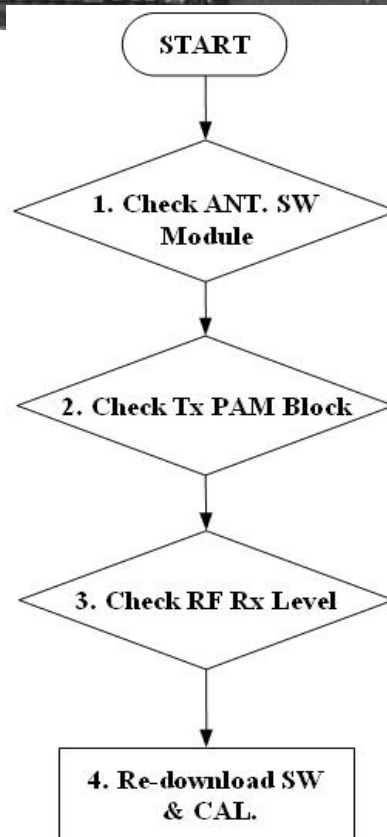 START
1. Check ANT. SW
Module
2. Check Tx PAM Block
3. Check RF Rx Level
4. Re-download SW
& CAL.